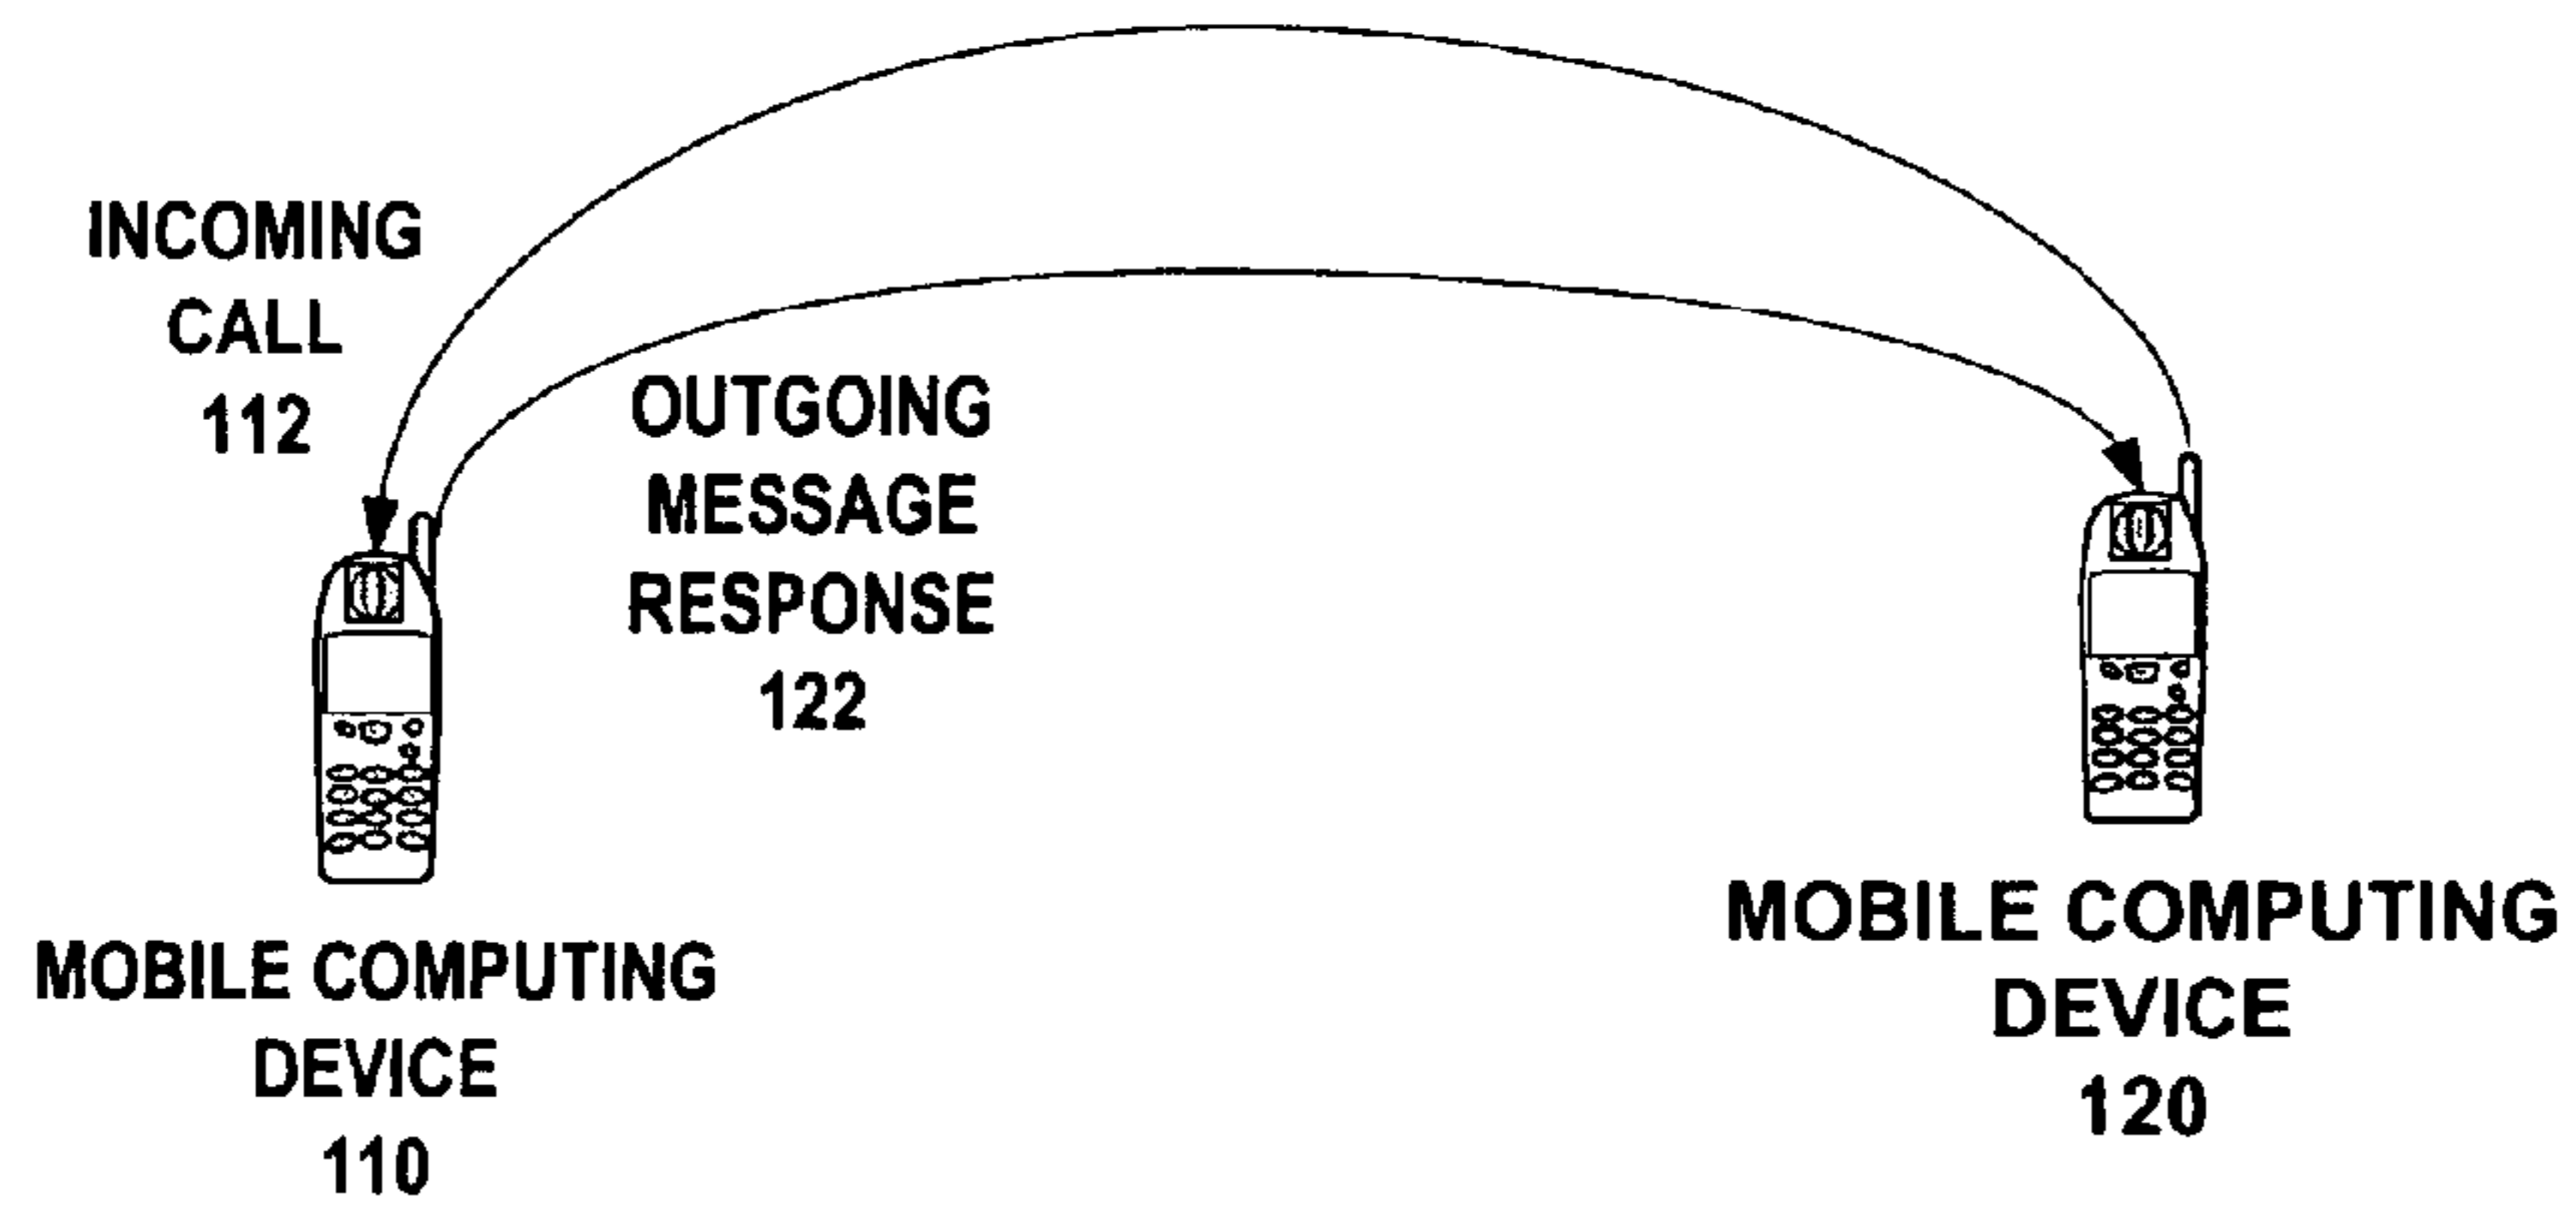 INCOMING
CALL
112
OUTGOING
MESSAGE
RESPONSE
122
MOBILE COMPUTING
DEVICE
110
MOBILE COMPUTING
DEVICE
120